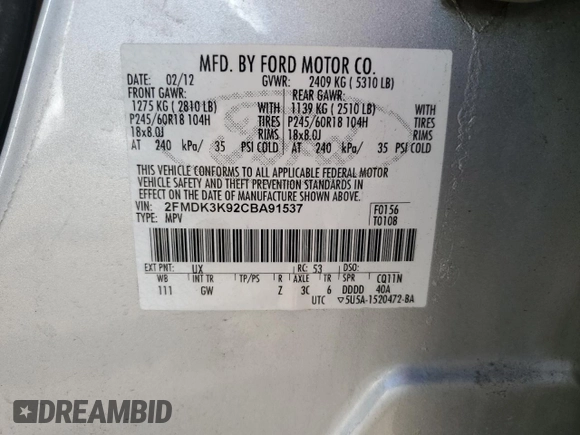 MFD. BY FORD MOTOR CO.
DATE: 02/12 GVWR: 2409 KG ( 5310 LB)
FRONT GAWR: REAR GAWR:
1275 KG ( 2810 LB) WITH 1139 KG ( 2510 LB) WITH
P245/60R18 104H TIRES P245/60R18 104H TIRES
18x8.0J RIMS 18x8.0J RIMS
AT 240 kPa/ 35 PSI COLD AT 240 kPa/ 35 PSI COLD
Ford
THIS VEHICLE CONFORMS TO ALL APPLICABLE FEDERAL MOTOR
VEHICLE SAFETY AND THEFT PREVENTION STANDARDS IN
EFFECT ON THE DATE OF MANUFACTURE SHOWN ABOVE.
VIN: 2FMDK3K92CBA91537 F0156
TYPE: MPV T0108
EXT PNT: UX RC: 53 DSO:
WB INT TR TP/PS R AXLE TR SPR CQ11N
111 GW Z 3C 6 DDDD 40A
UTC ▽5U5A-1520472-BA
DREAMBID